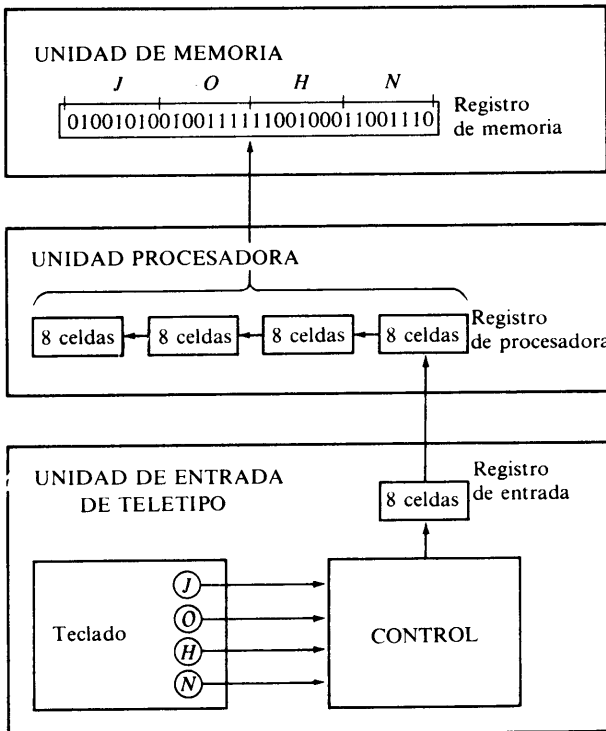 UNIDAD DE MEMORIA
J O H N
01001010010011111100100011001110
Registro
de memoria
UNIDAD PROCESADORA
8 celdas 8 celdas 8 celdas 8 celdas
Registro
de procesadora
UNIDAD DE ENTRADA
DE TELETIPO
8 celdas
Registro
de entrada
Teclado
J
O
H
N
CONTROL